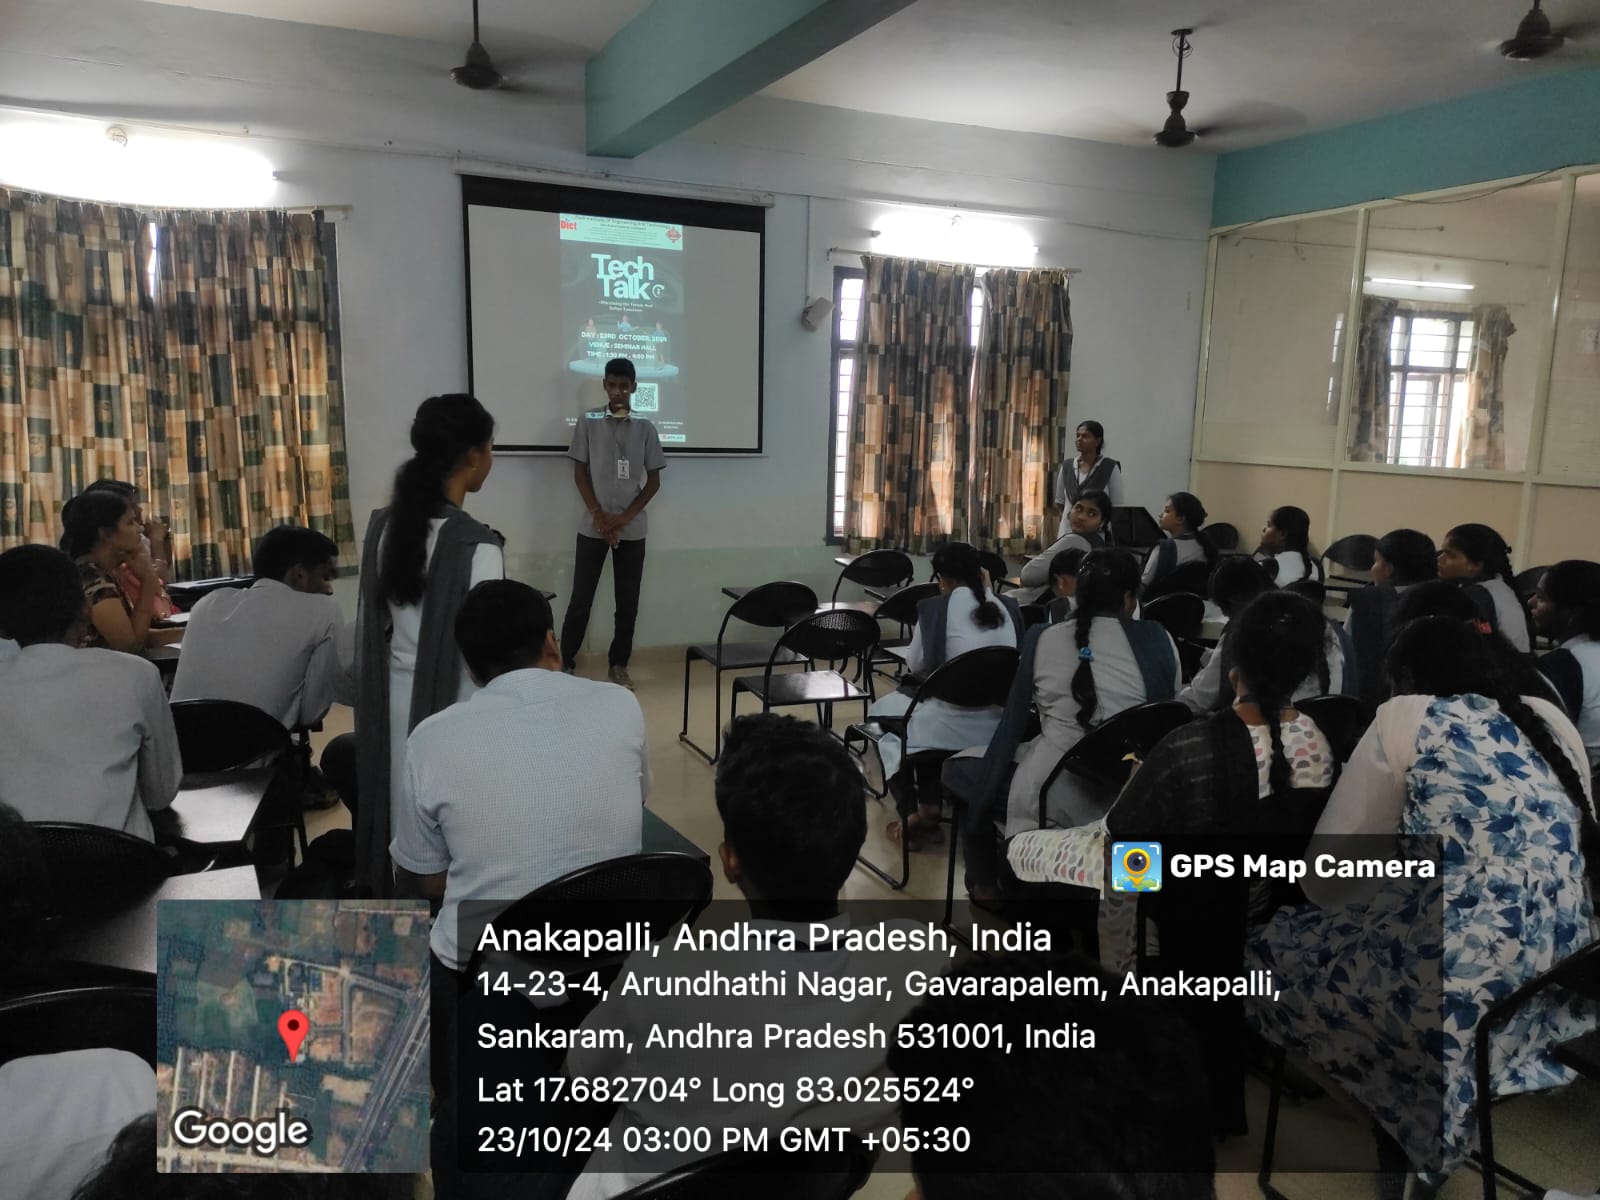 Dict
Tech
Talk
DAY : 23RD OCTOBER, 2024
VENUE : SEMINAR HALL
TIME : 1:30 PM - 4:00 PM
GPS Map Camera
Anakapalli, Andhra Pradesh, India
14-23-4, Arundhathi Nagar, Gavarapalem, Anakapalli,
Sankaram, Andhra Pradesh 531001, India
Lat 17.682704° Long 83.025524°
23/10/24 03:00 PM GMT +05:30
Google